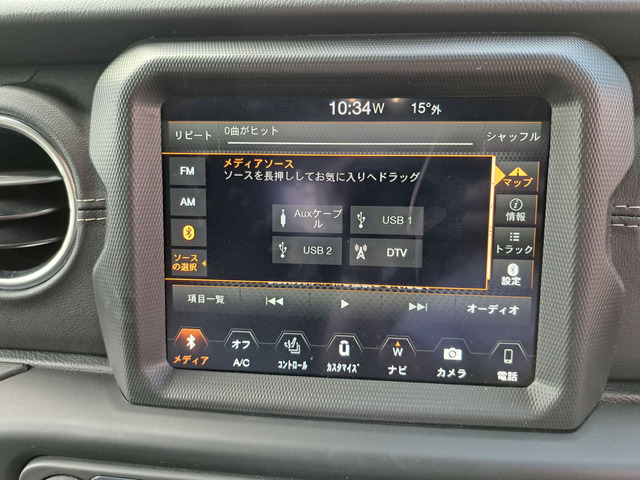 10:34W 15°外
リピート
0曲がヒット
シャッフル
メディアソース
ソースを長押ししてお気に入りへドラッグ
FM
AM
ソース
の選択
Auxケーブ
ル
USB 1
USB 2
DTV
マップ
情報
トラック
設定
項目一覧
オーディオ
メディア
オフ
A/C
コントロール
カスタマイズ
W
ナビ
カメラ
電話